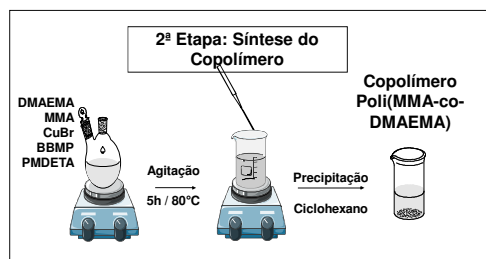 2ª Etapa: Síntese do
Copolímero
DMAEMA
MMA
CuBr
BBMP
PMDETA
Agitação
5h / 80°C
Precipitação
Ciclohexano
Copolímero
Poli(MMA-co-
DMAEMA)